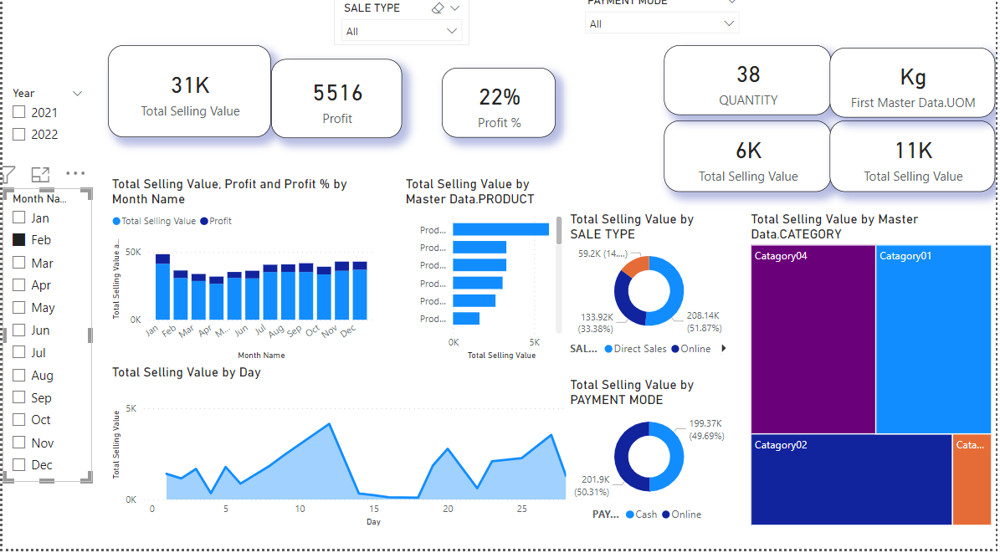 SALE TYPE
All
PAYMENT MODE
All
31K
Total Selling Value
5516
Profit
22%
Profit %
38
QUANTITY
Kg
First Master Data.UOM
6K
Total Selling Value
11K
Total Selling Value
Year
2021
2022
Month Na...
Jan
Feb
Mar
Apr
May
Jun
Jul
Aug
Sep
Oct
Nov
Dec
Total Selling Value, Profit and Profit % by
Month Name
Total Selling Value Profit
Total Selling Value a...
50K
0K
Jan Feb Mar Apr M... Jun Jul Aug Sep Oct Nov Dec
Month Name
Total Selling Value by
Master Data.PRODUCT
Prod...
Prod...
Prod...
Prod...
Prod...
Prod...
0K 5K
Total Selling Value
Total Selling Value by
SALE TYPE
59.2K (14....)
133.92K
(33.38%)
208.14K
(51.87%)
SAL... Direct Sales Online
Total Selling Value by Master
Data.CATEGORY
Catagory04
Catagory01
Catagory02
Cata...
Total Selling Value by Day
Total Selling Value
5K
0K
0 5 10 15 20 25
Day
Total Selling Value by
PAYMENT MODE
199.37K
(49.69%)
201.9K
(50.31%)
PAY... Cash Online